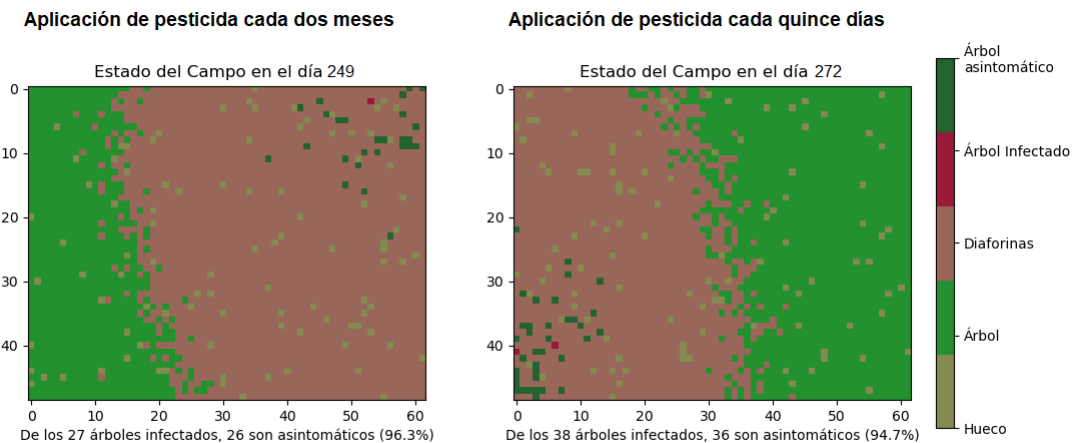 Aplicación de pesticida cada dos meses
Aplicación de pesticida cada quince días
Estado del Campo en el día 249
Estado del Campo en el día 272
0
10
20
30
40
0
10
20
30
40
50
60
De los 27 árboles infectados, 26 son asintomáticos (96.3%)
0
10
20
30
40
0
10
20
30
40
50
60
De los 38 árboles infectados, 36 son asintomáticos (94.7%)
Árbol
asintomático
Árbol Infectado
Diaforinas
Árbol
Hueco